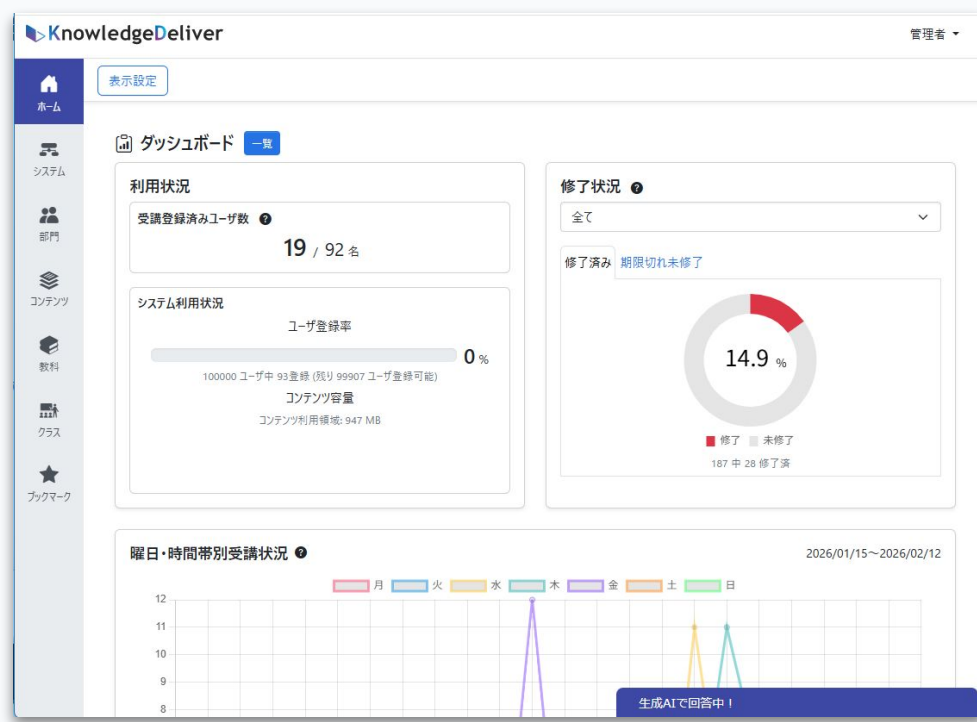 KnowledgeDeliver
管理者
ホーム
表示設定
システム
部門
コンテンツ
教科
クラス
ブックマーク
ダッシュボード 一覧
利用状況
受講登録済みユーザ数 ?
19 / 92 名
システム利用状況
ユーザ登録率
0 %
100000 ユーザ中 93登録 (残り 99907 ユーザ登録可能)
コンテンツ容量
コンテンツ利用領域: 947 MB
修了状況 ?
全て
修了済み 期限切れ未修了
14.9 %
修了 未修了
187 中 28 修了済
曜日・時間帯別受講状況 ?
2026/01/15~2026/02/12
月 火 水 木 金 土 日
12
11
10
9
8
生成AIで回答中!